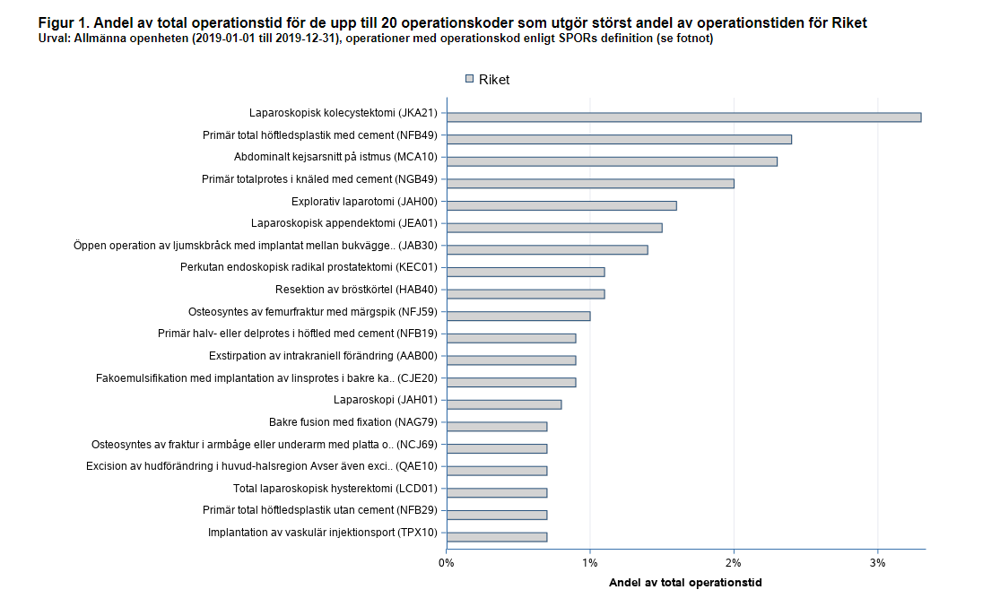 Figur 1. Andel av total operationstid för de upp till 20 operationskoder som utgör störst andel av operationstiden för Riket
Urval: Allmänna openheten (2019-01-01 till 2019-12-31), operationer med operationskod enligt SPORs definition (se fotnot)
Riket
Laparoskopisk kolecystektomi (JKA21)
Primär total höftledsplastik med cement (NFB49)
Abdominalt kejsarsnitt på istmus (MCA10)
Primär totalprotes i knäled med cement (NGB49)
Explorativ laparotomi (JAH00)
Laparoskopisk appendektomi (JEA01)
Öppen operation av ljumskbråck med implantat mellan bukvägge.. (JAB30)
Perkutan endoskopisk radikal prostatektomi (KEC01)
Resektion av bröstkörtel (HAB40)
Osteosyntes av femurfraktur med märgspik (NFJ59)
Primär halv- eller delprotes i höftled med cement (NFB19)
Exstirpation av intrakraniell förändring (AAB00)
Fakoemulsifikation med implantation av linsprotes i bakre ka.. (CJE20)
Laparoskopi (JAH01)
Bakre fusion med fixation (NAG79)
Osteosyntes av fraktur i armbåge eller underarm med platta o.. (NCJ69)
Excision av hudförändring i huvud-halsregion Avser även exci.. (QAE10)
Total laparoskopisk hysterektomi (LCD01)
Primär total höftledsplastik utan cement (NFB29)
Implantation av vaskulär injektionsport (TPX10)
0% 1% 2% 3%
Andel av total operationstid